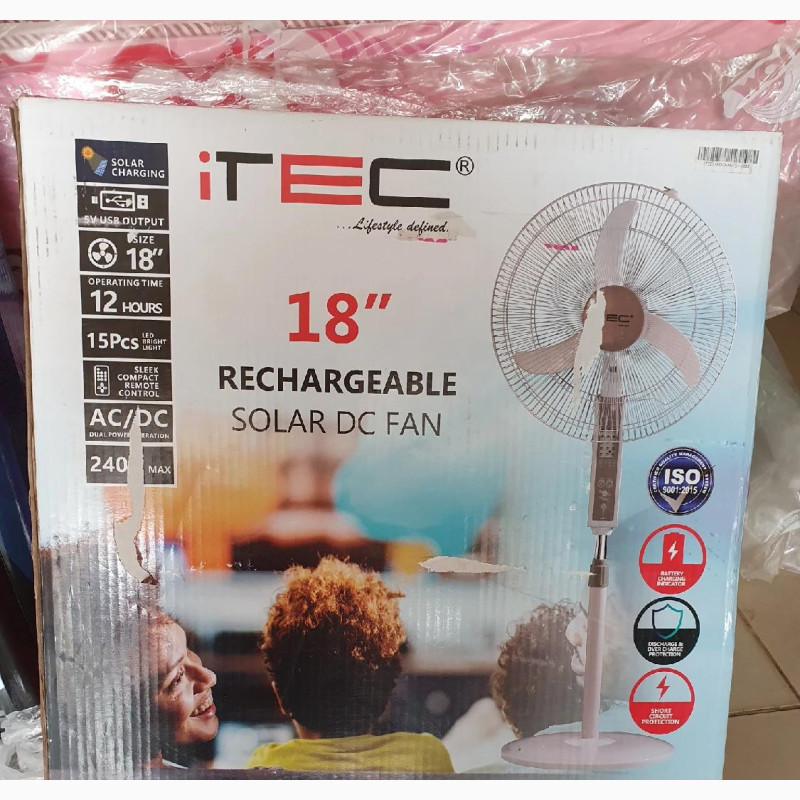 SOLAR
CHARGING
5V USB OUTPUT
SIZE
18"
OPERATING TIME
12 HOURS
15Pcs LED
BRIGHT
LIGHT
SLEEK
COMPACT
REMOTE
CONTROL
AC/DC
DUAL
MAX
iTEC®
...Lifestyle defined.
18"
RECHARGEABLE
SOLAR DC FAN
ISO
9001:2015
BATTERY
CHARGING
INDICATOR
DISCHARGE &
OVER CHARGE
PROTECTION
SHORT
CIRCUIT
PROTECTION